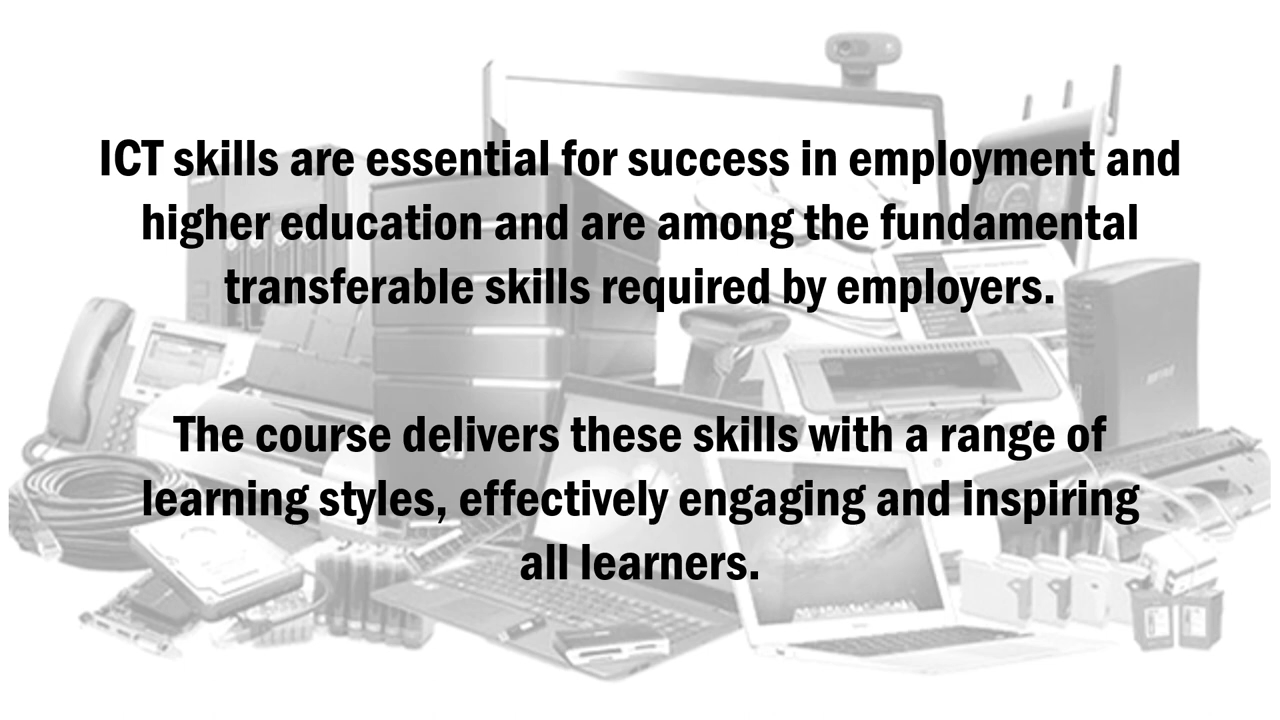 ICT skills are essential for success in employment and
higher education and are among the fundamental
transferable skills required by employers.
The course delivers these skills with a range of
learning styles, effectively engaging and inspiring
all learners.